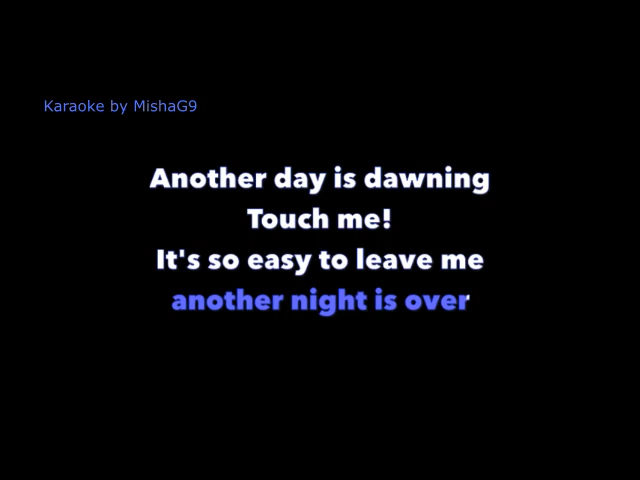 Karaoke by MishaG9
Another day is dawning
Touch me!
It's so easy to leave me
another night is over